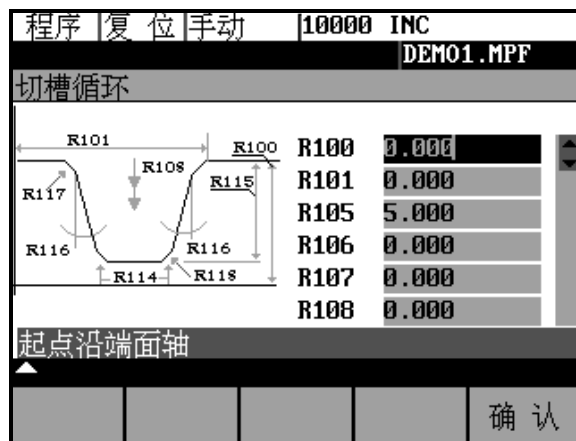 程序 复 位 手动 10000 INC
DEMO1.MPF
切槽循环
R101
R100
R108
R115
R117
R116
R116
R114
R118
R100 0.000
R101 0.000
R105 5.000
R106 0.000
R107 0.000
R108 0.000
起点沿端面轴
确 认